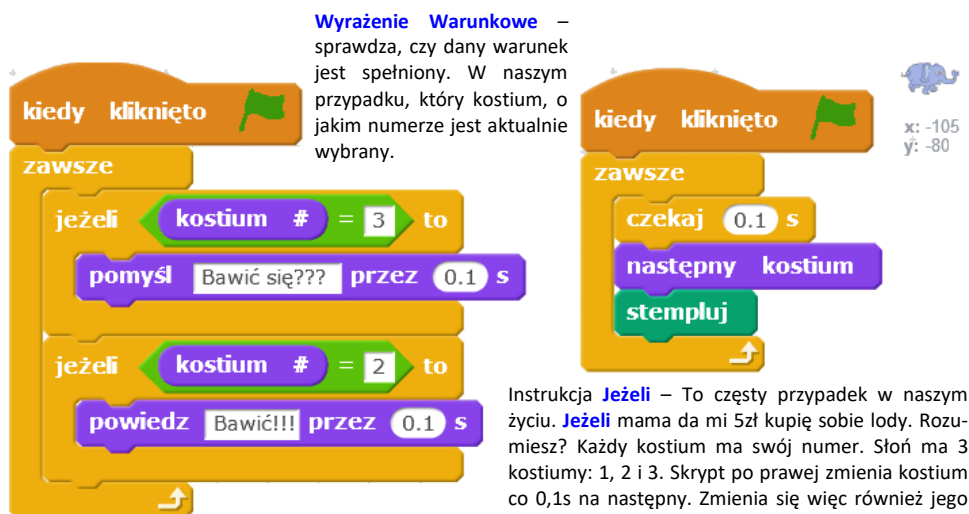 Wyrażenie Warunkowe –
sprawdza, czy dany warunek
jest spełniony. W naszym
przypadku, który kostium, o
jakim numerze jest aktualnie
wybrany.
kiedy kliknięto
zawsze
jeżeli kostium # = 3 to
pomyśl Bawić się??? przez 0.1 s
jeżeli kostium # = 2 to
powiedz Bawić!!! przez 0.1 s
kiedy kliknięto
zawsze
czekaj 0.1 s
następny kostium
stempluj
x: -105
y: -80
Instrukcja Jeżeli – To częsty przypadek w naszym
życiu. Jeżeli mama da mi 5zł kupię sobie lody. Rozu-
miesz? Każdy kostium ma swój numer. Słoń ma 3
kostiumy: 1, 2 i 3. Skrypt po prawej zmienia kostium
co 0,1s na następny. Zmienia się więc również jego